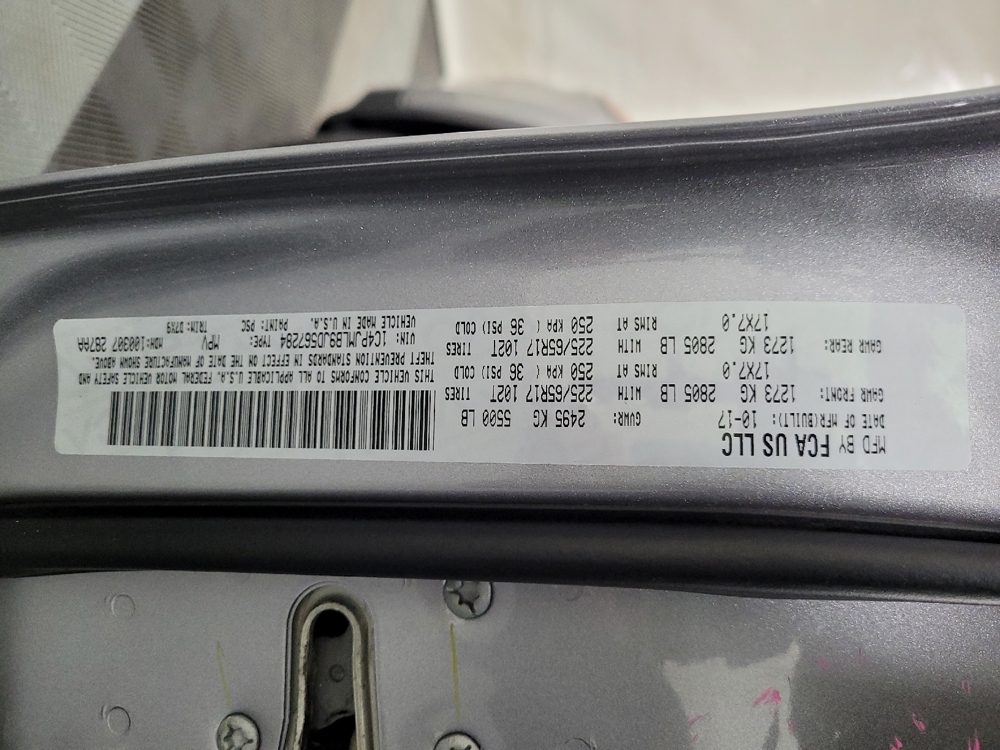 MFD BY FCA US LLC
DATE OF MFR(BUILT): 10-17 GVWR: 2495 KG 5500 LB
GAWR FRONT: 1273 KG 2805 LB WITH 225/65R17 102T TIRES
17X7.0 RIMS AT 250 KPA ( 36 PSI) COLD
GAWR REAR: 1273 KG 2805 LB WITH 225/65R17 102T TIRES
17X7.0 RIMS AT 250 KPA ( 36 PSI) COLD
THIS VEHICLE CONFORMS TO ALL APPLICABLE U.S.A. FEDERAL MOTOR VEHICLE SAFETY AND
THEFT PREVENTION STANDARDS IN EFFECT ON THE DATE OF MANUFACTURE SHOWN ABOVE.
VIN: 1C4PJMLB9JD567284 TYPE: MPV MDH:100307 287AA
VEHICLE MADE IN U.S.A. PAINT: PSC TRIM: D7X9